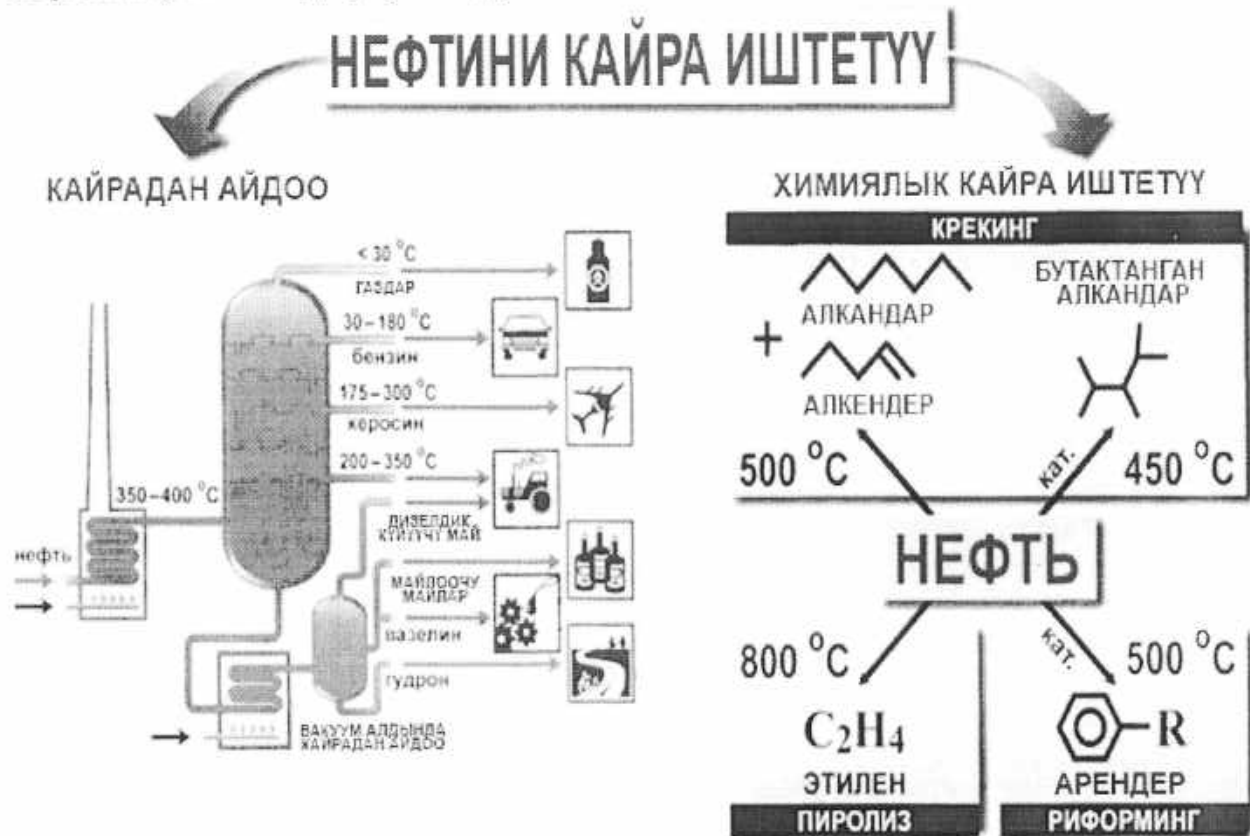 НЕФТИНИ КАЙРА ИШТЕТҮҮ
КАЙРАДАН АЙДОО
< 30 °C
ГАЗДАР
30–180 °C
бензин
175–300 °C
керосин
200–350 °C
350–400 °C
нефть
ДИЗЕЛДИК
КҮЙҮҮЧҮ МАЙ
МАЙЛООЧУ
МАЙЛАР
вазелин
гудрон
ВАКУУМ АЛДЫНДА
КАЙРАДАН АЙДОО
ХИМИЯЛЫК КАЙРА ИШТЕТҮҮ
КРЕКИНГ
+
АЛКАНДАР
АЛКЕНДЕР
500 °C
БУТАКТАНГАН
АЛКАНДАР
кат.
450 °C
НЕФТЬ
800 °C
C₂H₄
ЭТИЛЕН
ПИРОЛИЗ
кат.
500 °C
R
АРЕНДЕР
РИФОРМИНГ